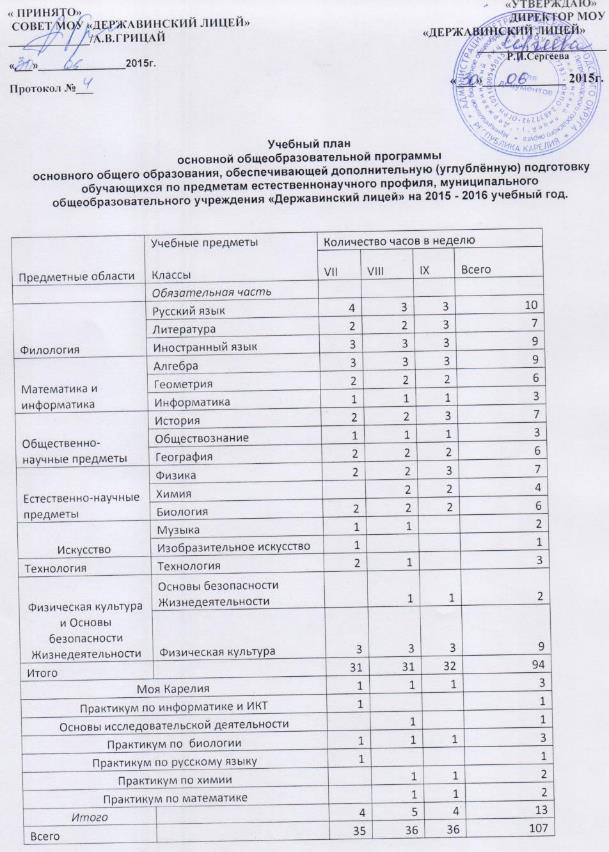 « ПРИНЯТО»
СОВЕТ МОУ «ДЕРЖАВИНСКИЙ ЛИЦЕЙ»
/А.В.ГРИЦАЙ
« » 06 2015г.
Протокол № 4
«УТВЕРЖДАЮ»
ДИРЕКТОР МОУ
«ДЕРЖАВИНСКИЙ ЛИЦЕЙ»
Р.И.Сергеева
«30» 06 2015г.
Учебный план
основной общеобразовательной программы
основного общего образования, обеспечивающей дополнительную (углублённую) подготовку
обучающихся по предметам естественнонаучного профиля, муниципального
общеобразовательного учреждения «Державинский лицей» на 2015 - 2016 учебный год.
Предметные области Учебные предметы Количество часов в неделю
Классы VII VIII IX Всего
Обязательная часть
Филология Русский язык 4 3 3 10
Литература 2 2 3 7
Иностранный язык 3 3 3 9
Математика и информатика Алгебра 3 3 3 9
Геометрия 2 2 2 6
Информатика 1 1 1 3
Общественно-научные предметы История 2 2 3 7
Обществознание 1 1 1 3
География 2 2 2 6
Естественно-научные предметы Физика 2 2 3 7
Химия 2 2 4
Биология 2 2 2 6
Искусство Музыка 1 1 2
Изобразительное искусство 1 1
Технология Технология 2 1 3
Физическая культура и Основы безопасности Жизнедеятельности Основы безопасности Жизнедеятельности 1 1 2
Физическая культура 3 3 3 9
Итого 31 31 32 94
Моя Карелия 1 1 1 3
Практикум по информатике и ИКТ 1 1
Основы исследовательской деятельности 1 1
Практикум по биологии 1 1 1 3
Практикум по русскому языку 1 1
Практикум по химии 1 1 2
Практикум по математике 1 1 2
Итого 4 5 4 13
Всего 35 36 36 107